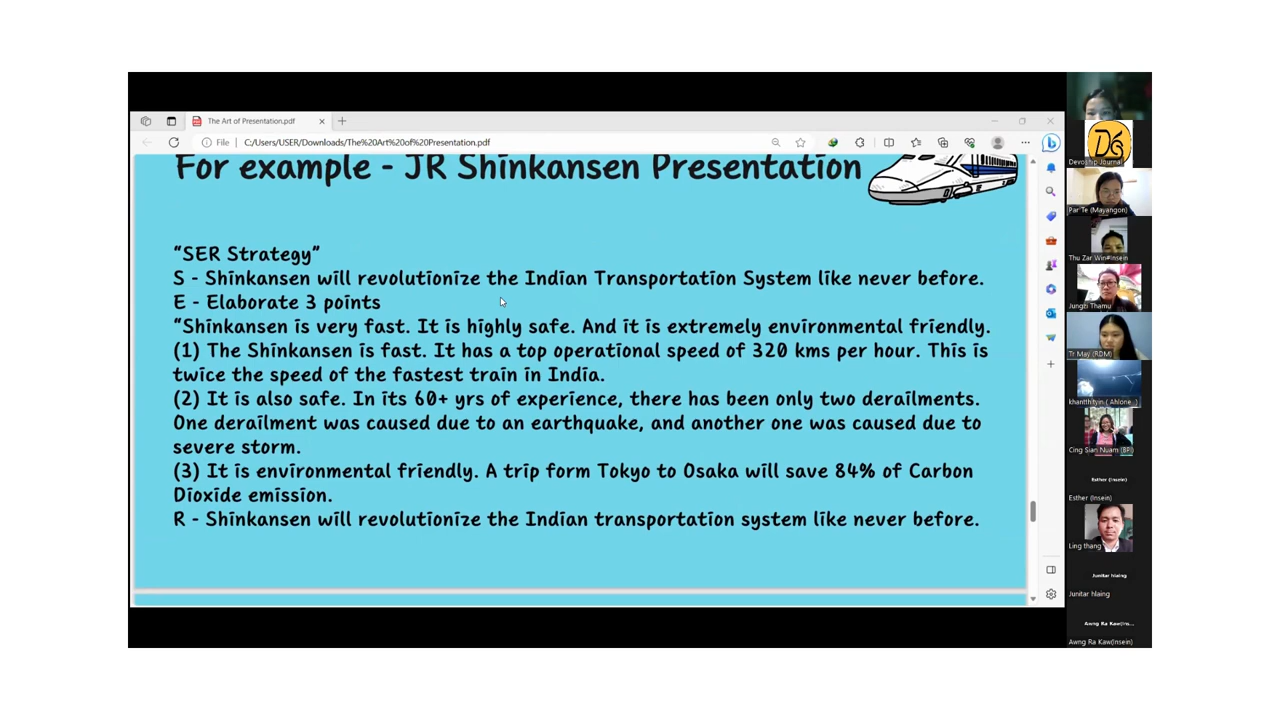 The Art of Presentation.pdf
File
C:/Users/USER/Downloads/The%20Art%20of%20Presentation.pdf
For example - JR Shinkansen Presentation
“SER Strategy”
S - Shinkansen will revolutionize the Indian Transportation System like never before.
E - Elaborate 3 points
“Shinkansen is very fast. It is highly safe. And it is extremely environmental friendly.
(1) The Shinkansen is fast. It has a top operational speed of 320 kms per hour. This is
twice the speed of the fastest train in India.
(2) It is also safe. In its 60+ yrs of experience, there has been only two derailments.
One derailment was caused due to an earthquake, and another one was caused due to
severe storm.
(3) It is environmental friendly. A trip form Tokyo to Osaka will save 84% of Carbon
Dioxide emission.
R - Shinkansen will revolutionize the Indian transportation system like never before.
Devoship Journal
Par Te (Mayangon)
Thu Zar Win#Insein
Jungzi Thamu
Tr May (RDM)
khantthityin ( Ahlone..)
Cing Sian Nuam (BPI)
Esther (Insein)
Esther (Insein)
Ling thang
Junitar hlaing
Junitar hlaing
Awng Ra Kaw(Ins...
Awng Ra Kaw(Insein)